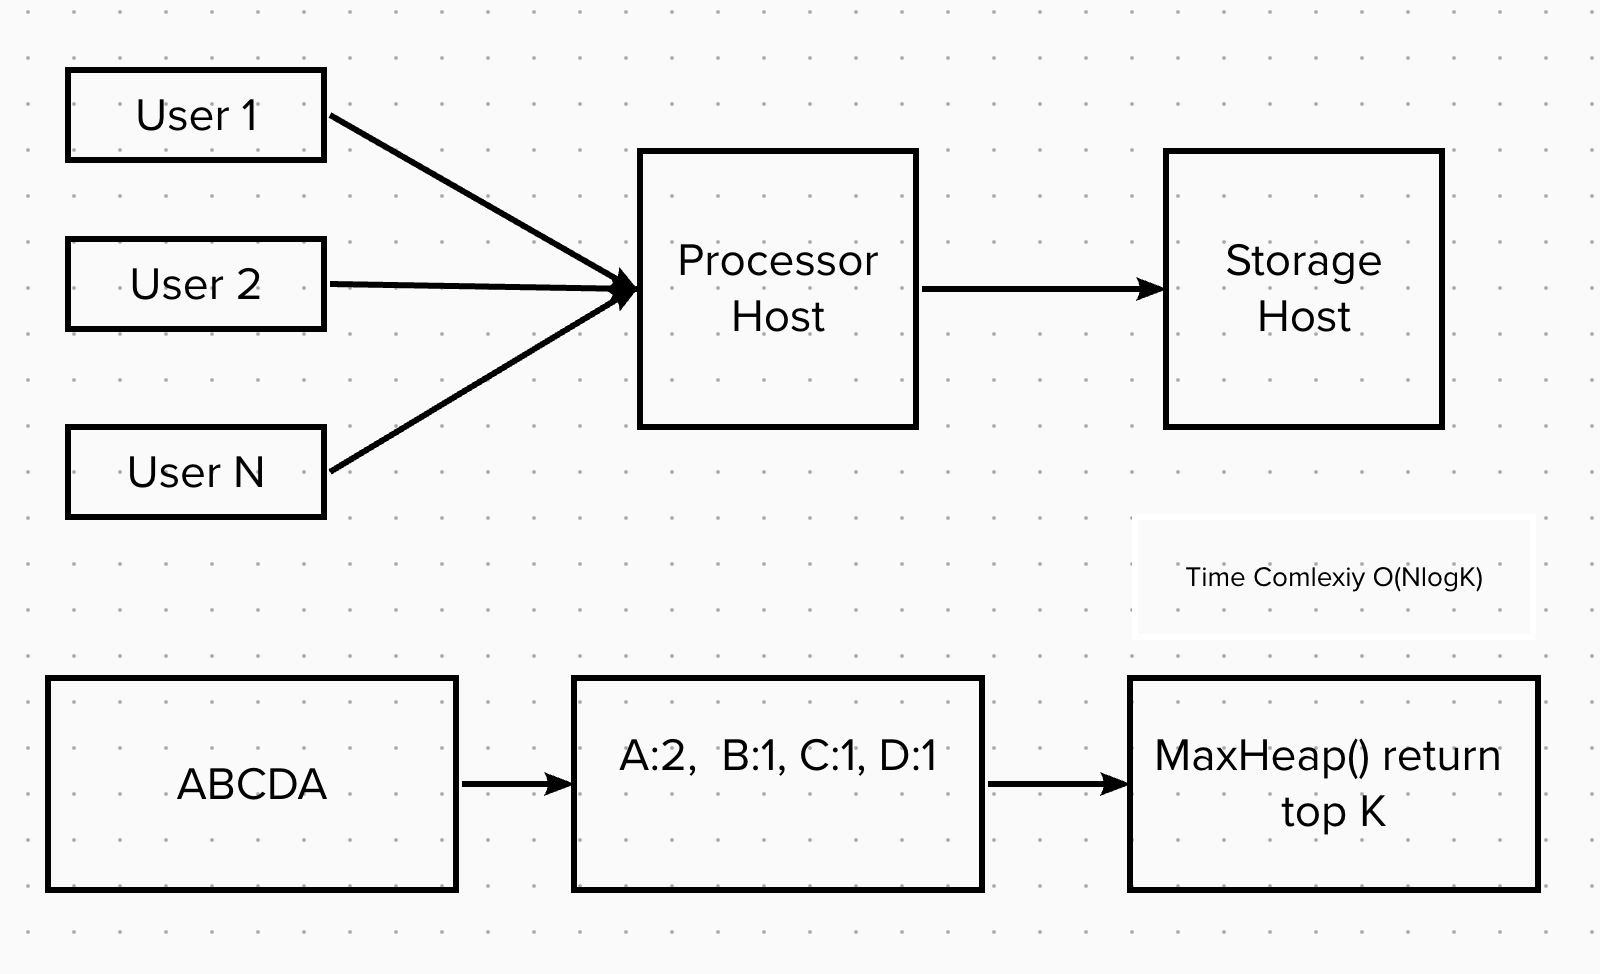 User 1
User 2
User N
Processor
Host
Storage
Host
Time Comlexiy O(NlogK)
ABCDA
A:2,  B:1, C:1, D:1
MaxHeap() return
top K